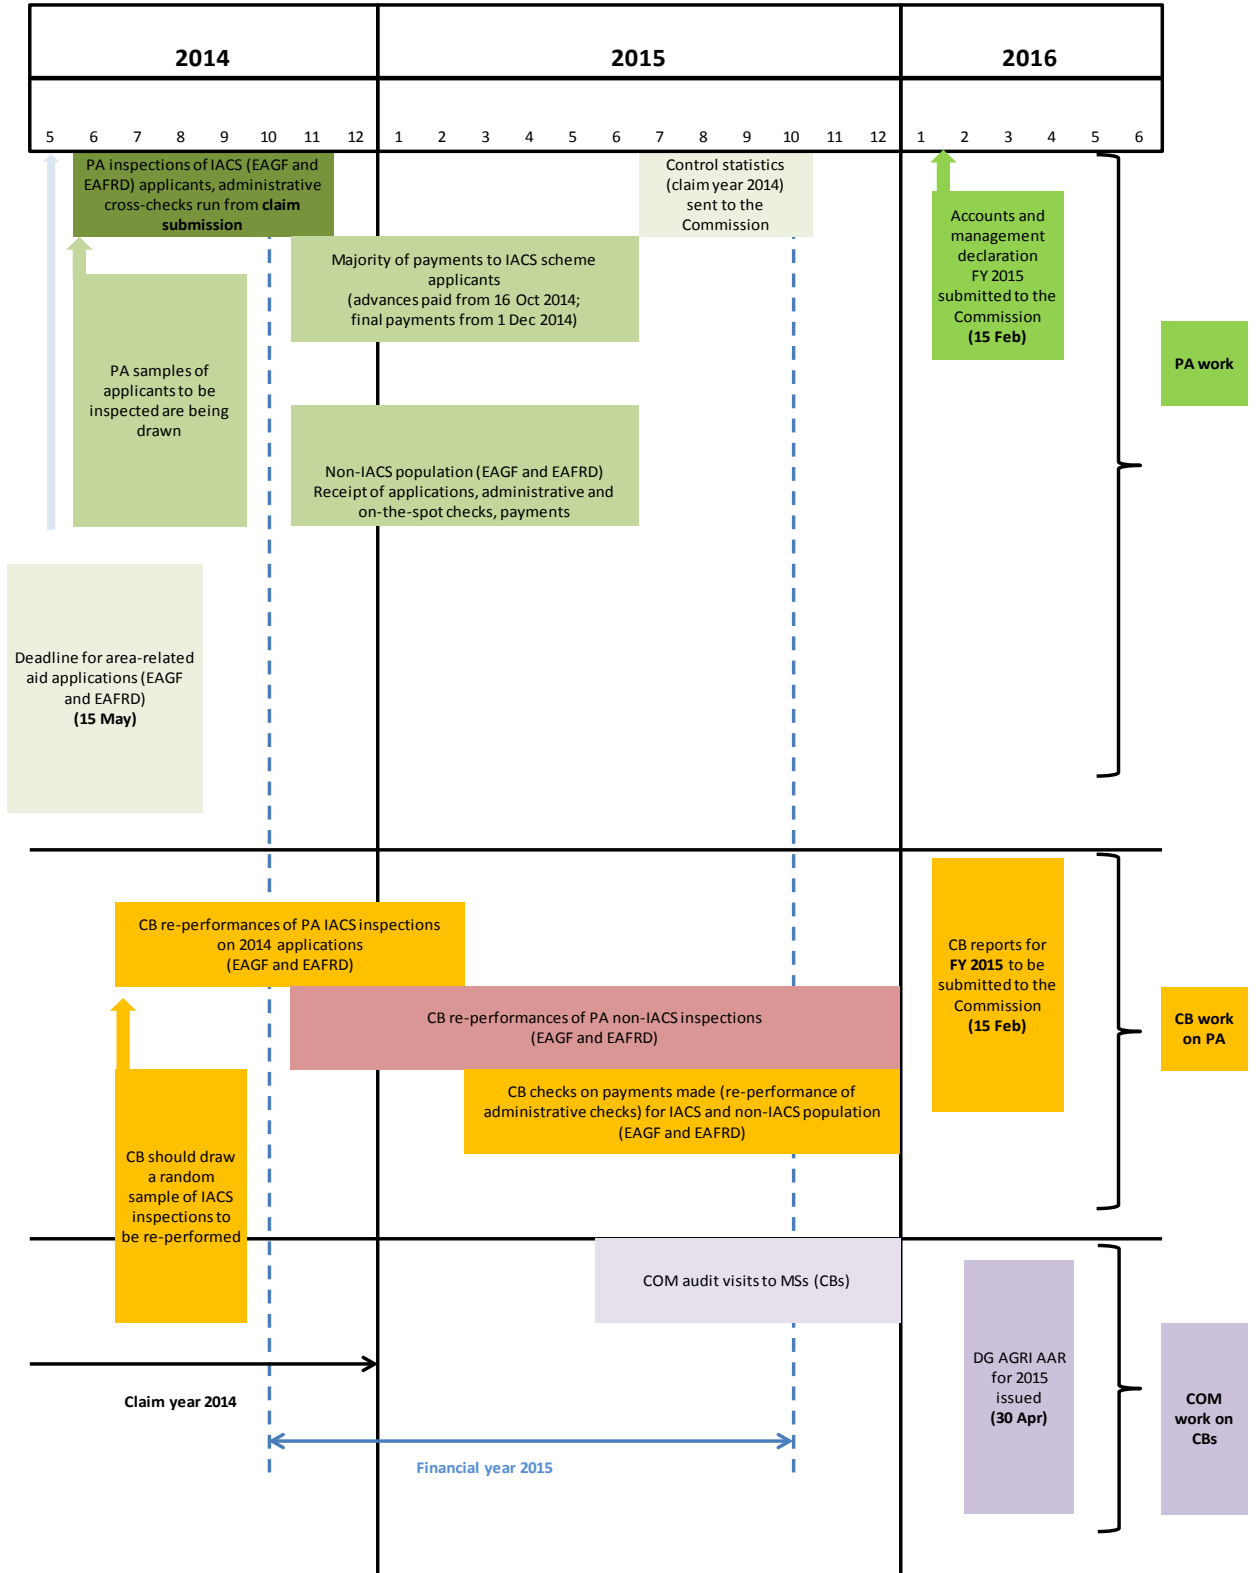 2014
2015
2016
5 6 7 8 9 10 11 12 1 2 3 4 5 6 7 8 9 10 11 12 1 2 3 4 5 6
PA inspections of IACS (EAGF and
EAFRD) applicants, administrative
cross-checks run from claim
submission
Control statistics
(claim year 2014)
sent to the
Commission
Accounts and
management
declaration
FY 2015
submitted to the
Commission
(15 Feb)
Majority of payments to IACS scheme
applicants
(advances paid from 16 Oct 2014;
final payments from 1 Dec 2014)
PA work
PA samples of
applicants to be
inspected are being
drawn
Non-IACS population (EAGF and EAFRD)
Receipt of applications, administrative and
on-the-spot checks, payments
Deadline for area-related
aid applications (EAGF
and EAFRD)
(15 May)
CB re-performances of PA IACS inspections
on 2014 applications
(EAGF and EAFRD)
CB reports for
FY 2015 to be
submitted to the
Commission
(15 Feb)
CB re-performances of PA non-IACS inspections
(EAGF and EAFRD)
CB work
on PA
CB checks on payments made (re-performance of
administrative checks) for IACS and non-IACS population
(EAGF and EAFRD)
CB should draw
a random
sample of IACS
inspections to
be re-performed
COM audit visits to MSs (CBs)
DG AGRI AAR
for 2015
issued
(30 Apr)
COM
work on
CBs
Claim year 2014
Financial year 2015